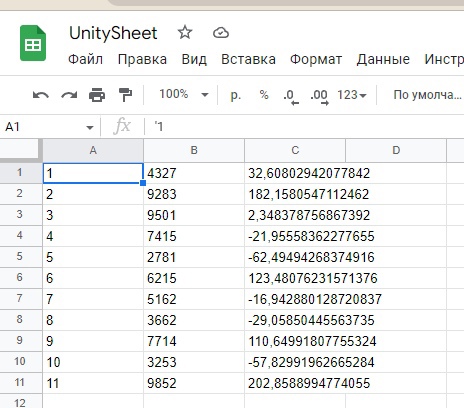 UnitySheet
Файл Правка Вид Вставка Формат Данные Инстр
100% р. % .0 .00 123 По умолча...
A1 fx '1
A B C D
1 1 4327 32,60802942077842
2 2 9283 182,1580547112462
3 3 9501 2,348378756867392
4 4 7415 -21,95558362277655
5 5 2781 -62,49494268374916
6 6 6215 123,48076231571376
7 7 5162 -16,942880128720837
8 8 3662 -29,05850445563735
9 9 7714 110,64991807755324
10 10 3253 -57,82991962665284
11 11 9852 202,8588994774055
12